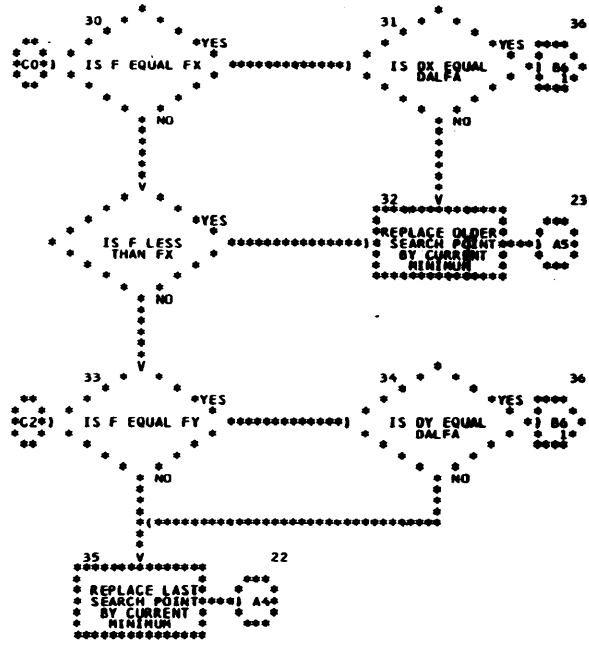 30 31 36
YES YES
C0 IS F EQUAL FX IS DX EQUAL DALFA B6 1
NO NO
32 23
YES
IS F LESS THAN FX
REPLACE OLDER
SEARCH POINT
BY CURRENT
MINIMUM
A5
NO
33 34 36
YES YES
C2 IS F EQUAL FY IS DY EQUAL DALFA B6 1
NO NO
35 22
REPLACE LAST
SEARCH POINT
BY CURRENT
MINIMUM
A4